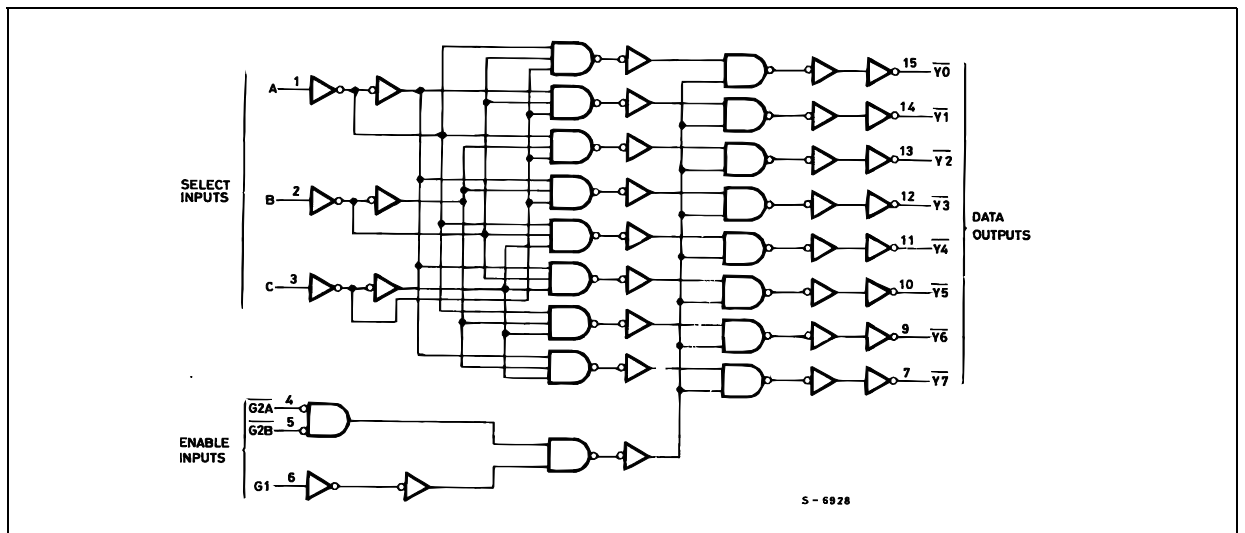 SELECT
INPUTS
A 1
B 2
C 3
ENABLE
INPUTS
G2A 4
G2B 5
G1 6
15 Y0
14 Y1
13 Y2
12 Y3
11 Y4
10 Y5
9 Y6
7 Y7
DATA
OUTPUTS
S - 6928